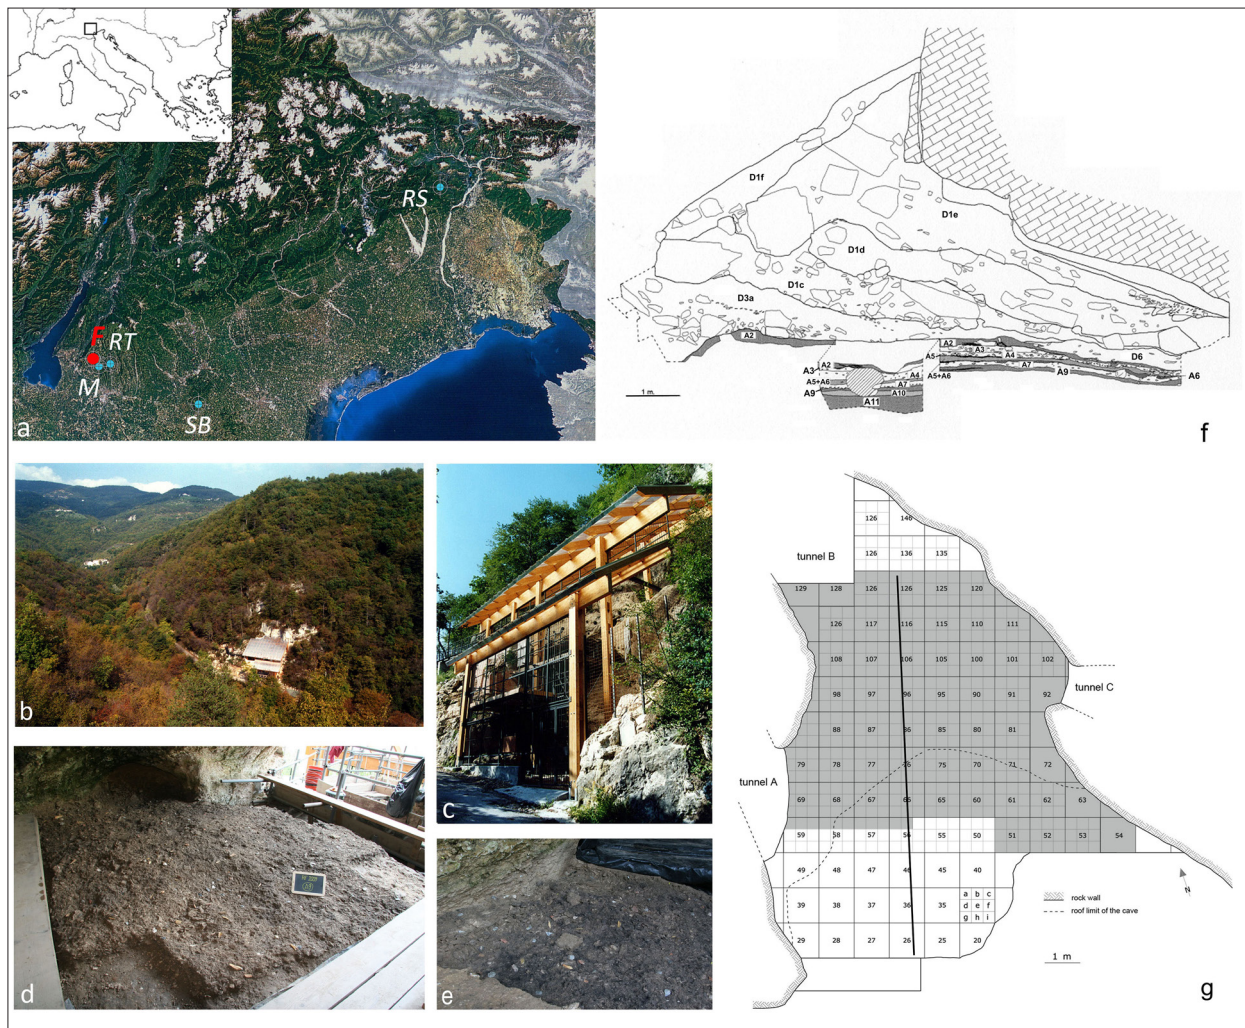 RS
F
RT
M
SB
a
D1f
D1e
D1d
D1c
D3a
A2
A2
A3
A5
A4
D6
A3
A2
A7
A9
A6
A4
A5+A6
A7
A5+A6
A9
A10
A11
1 m.
f
b
c
d
e
126 146
tunnel B
126 136 135
129 128 126 126 125 120
126 117 116 115 110 111
108 107 106 105 100 101 102
tunnel C
98 97 96 95 90 91 92
88 87 86 85 80 81
79 78 77 76 75 70 71 72
tunnel A
69 68 67 66 65 60 61 62 63
59 58 57 56 55 50 51 52 53 54
49 48 47 46 45 40
a b c
39 38 37 36 35 d e f
g h i
29 28 27 26 25 20
N
rock wall
roof limit of the cave
1 m
g